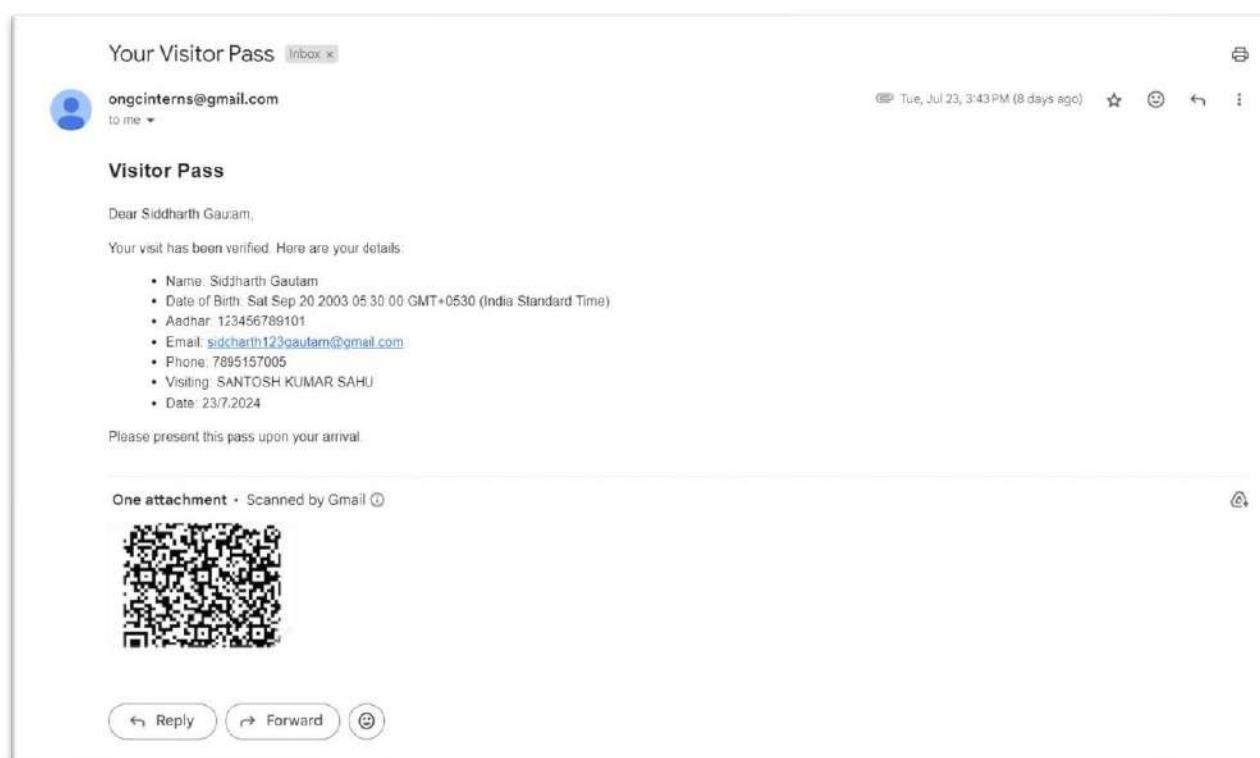 Your Visitor Pass Inbox ×
ongcinterns@gmail.com Tue, Jul 23, 3:43 PM (8 days ago)
to me
Visitor Pass
Dear Siddharth Gautam,
Your visit has been verified. Here are your details:
• Name: Siddharth Gautam
• Date of Birth: Sat Sep 20 2003 05:30:00 GMT+0530 (India Standard Time)
• Aadhar: 123456789101
• Email: siddharth123gautam@gmail.com
• Phone: 7895157005
• Visiting: SANTOSH KUMAR SAHU
• Date: 23/7/2024
Please present this pass upon your arrival.
One attachment • Scanned by Gmail
Reply Forward